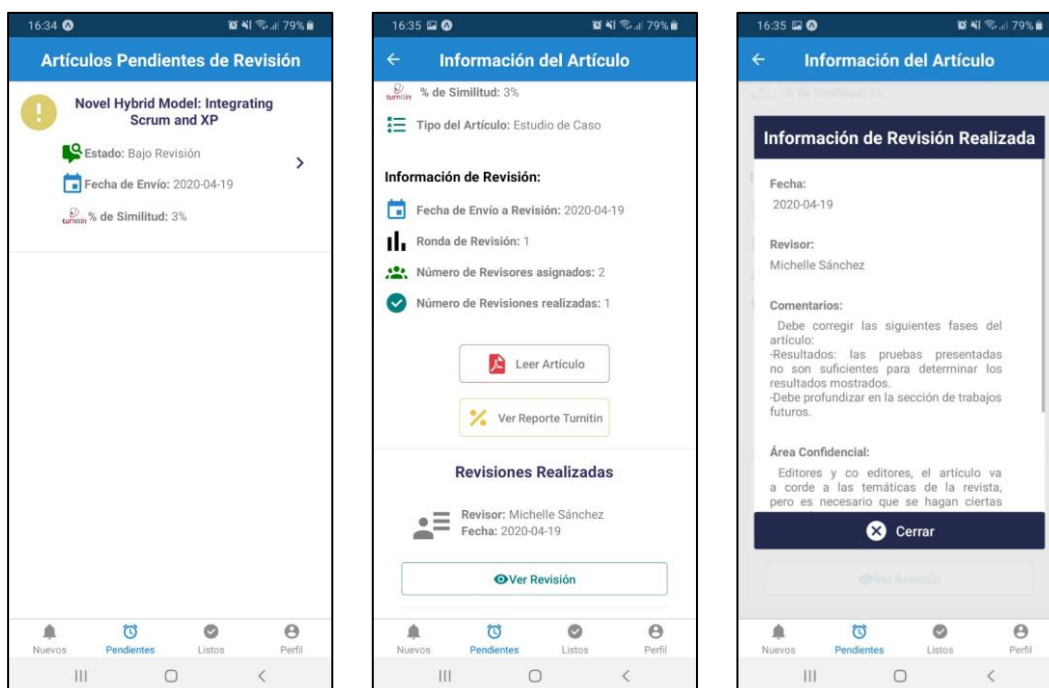 16:34
79%
Artículos Pendientes de Revisión
Novel Hybrid Model: Integrating
Scrum and XP
Estado: Bajo Revisión
Fecha de Envío: 2020-04-19
turnitin % de Similitud: 3%
Nuevos Pendientes Listos Perfil
16:35
79%
Información del Artículo
turnitin % de Similitud: 3%
Tipo del Artículo: Estudio de Caso
Información de Revisión:
Fecha de Envío a Revisión: 2020-04-19
Ronda de Revisión: 1
Número de Revisores asignados: 2
Número de Revisiones realizadas: 1
Leer Artículo
Ver Reporte Turnitin
Revisiones Realizadas
Revisor: Michelle Sánchez
Fecha: 2020-04-19
Ver Revisión
Nuevos Pendientes Listos Perfil
16:35
79%
Información del Artículo
% de Similitud: 3%
Información de Revisión Realizada
Fecha:
2020-04-19
Revisor:
Michelle Sánchez
Comentarios:
Debe corregir las siguientes fases del
artículo:
-Resultados: las pruebas presentadas
no son suficientes para determinar los
resultados mostrados.
-Debe profundizar en la sección de trabajos
futuros.
Área Confidencial:
Editores y co editores, el artículo va
a corde a las temáticas de la revista,
pero es necesario que se hagan ciertas
Cerrar
Ver Revisión
Nuevos Pendientes Listos Perfil